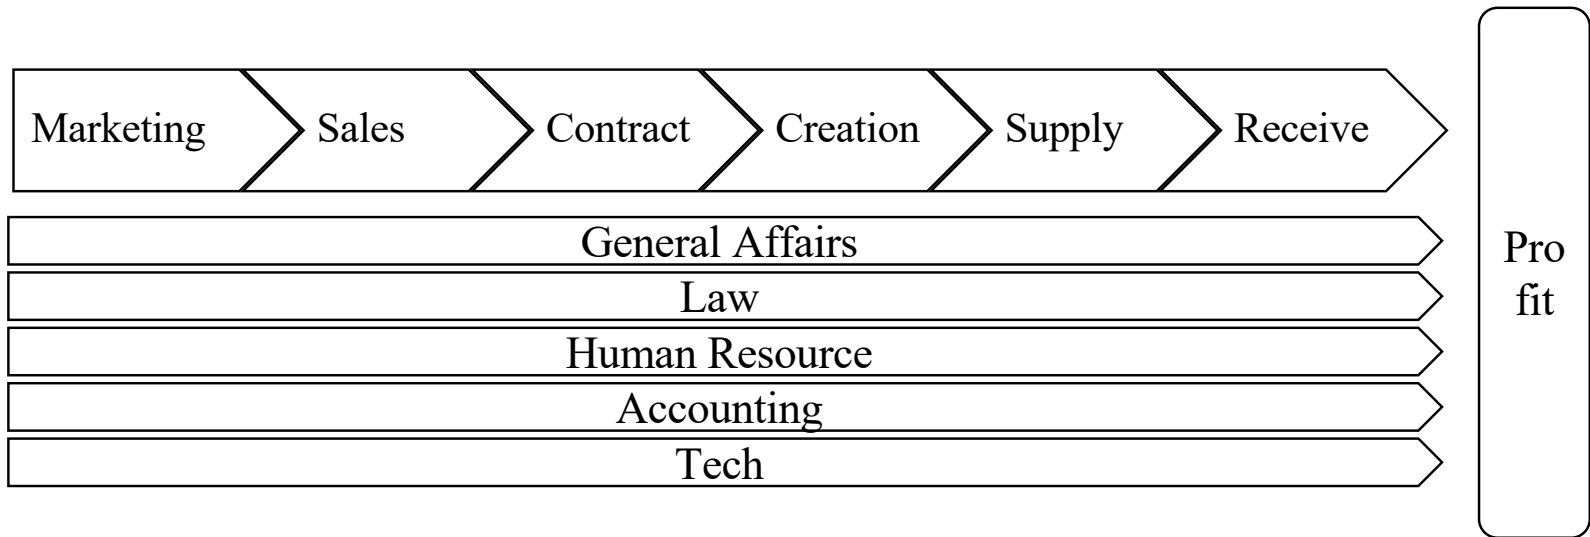 Marketing
Sales
Contract
Creation
Supply
Receive
General Affairs
Law
Human Resource
Accounting
Tech
Pro
fit